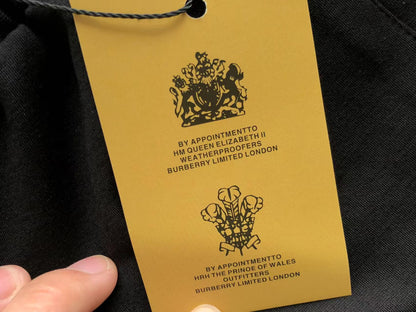 BY APPOINTMENTTO
HM QUEEN ELIZABETH II
WEATHERPROOFERS
BURBERRY LIMITED LONDON
BY APPOINTMENTTO
HRH THE PRINOE OF WALES
OUTFITTERS
BURBERRY LIMITED LONDON